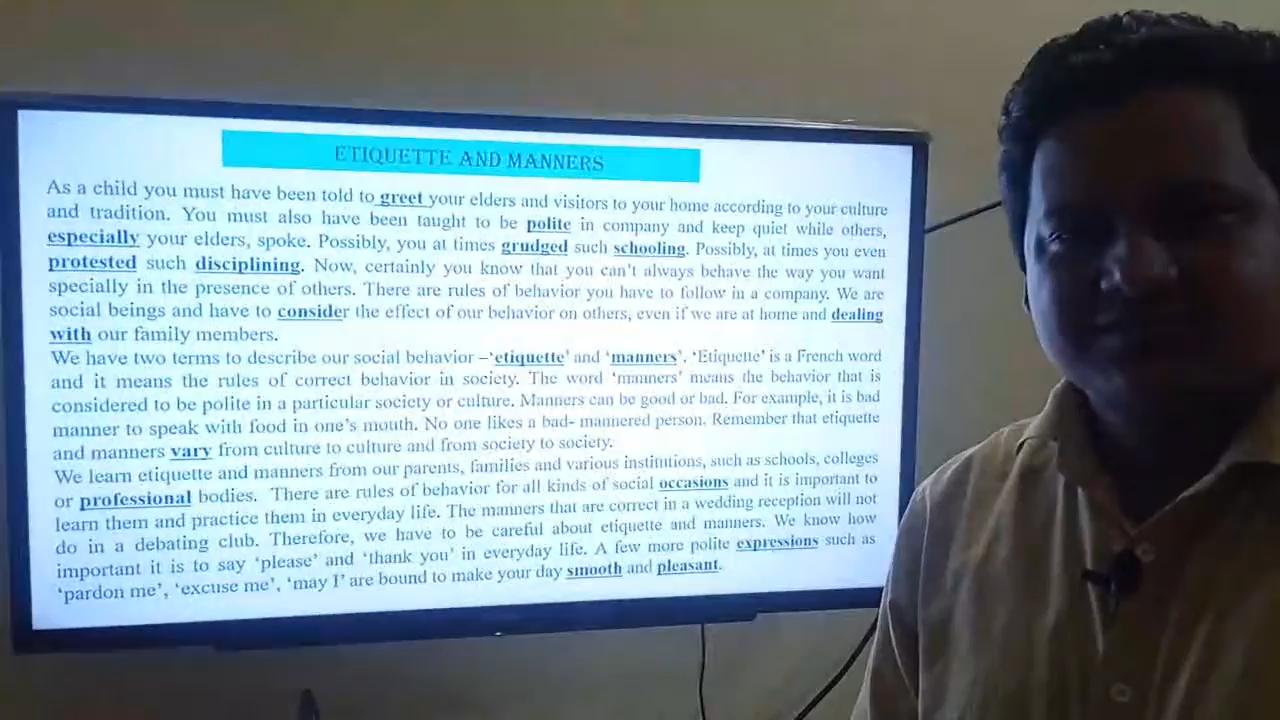 ETIQUETTE AND MANNERS
As a child you must have been told to greet your elders and visitors to your home according to your culture
and tradition. You must also have been taught to be polite in company and keep quiet while others,
especially your elders, spoke. Possibly, you at times grudged such schooling. Possibly, at times you even
protested such disciplining. Now, certainly you know that you can't always behave the way you want
specially in the presence of others. There are rules of behavior you have to follow in a company. We are
social beings and have to consider the effect of our behavior on others, even if we are at home and dealing
with our family members.
We have two terms to describe our social behavior –'etiquette' and 'manners'. 'Etiquette' is a French word
and it means the rules of correct behavior in society. The word 'manners' means the behavior that is
considered to be polite in a particular society or culture. Manners can be good or bad. For example, it is bad
manner to speak with food in one's mouth. No one likes a bad- mannered person. Remember that etiquette
and manners vary from culture to culture and from society to society.
We learn etiquette and manners from our parents, families and various institutions, such as schools, colleges
or professional bodies. There are rules of behavior for all kinds of social occasions and it is important to
learn them and practice them in everyday life. The manners that are correct in a wedding reception will not
do in a debating club. Therefore, we have to be careful about etiquette and manners. We know how
important it is to say 'please' and 'thank you' in everyday life. A few more polite expressions such as
'pardon me', 'excuse me', 'may I' are bound to make your day smooth and pleasant.